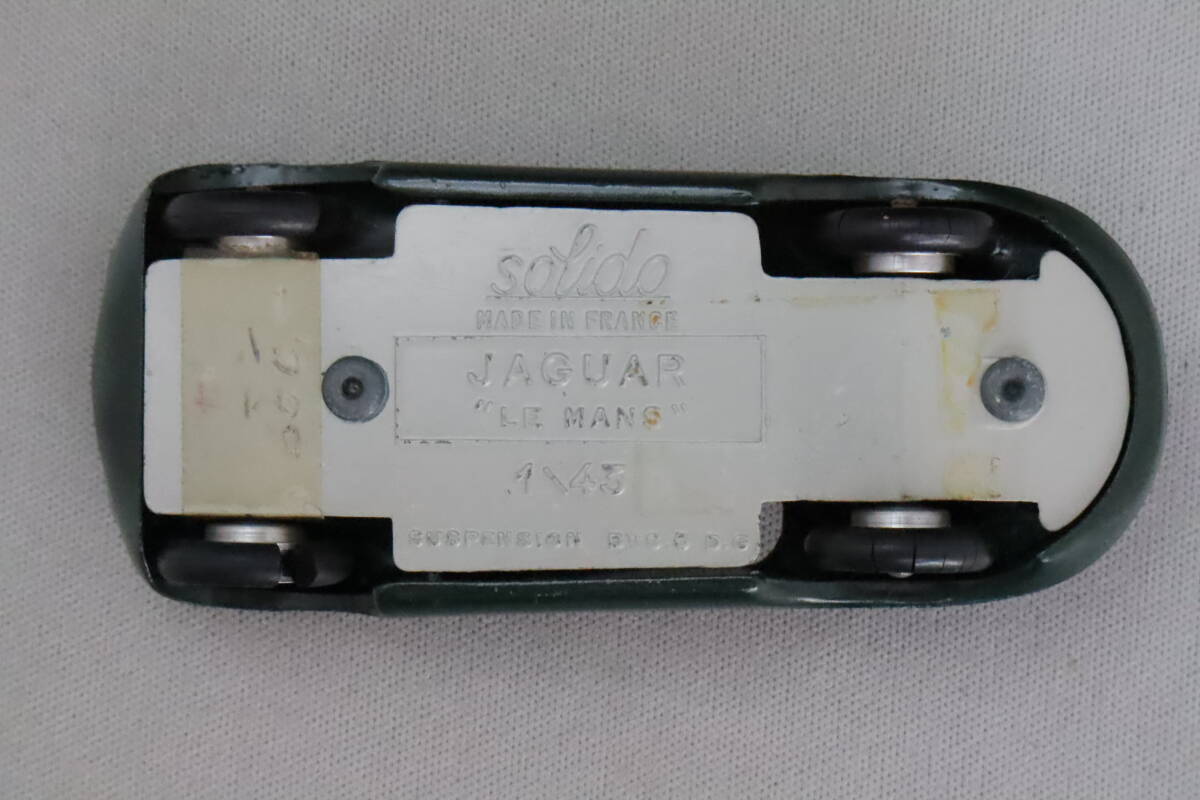 solido
MADE IN FRANCE
JAGUAR
"LE MANS"
1\43
SUSPENSION